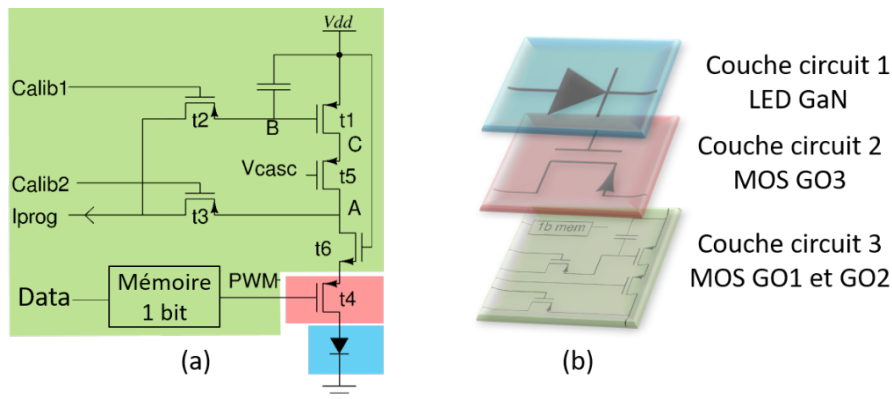 Vdd
Calib1
t2
B
t1
C
Vcasc
t5
Calib2
Iprog
t3
A
t6
Data
Mémoire
1 bit
PWM
t4
(a)
Couche circuit 1
LED GaN
Couche circuit 2
MOS GO3
1b mem
Couche circuit 3
MOS GO1 et GO2
(b)